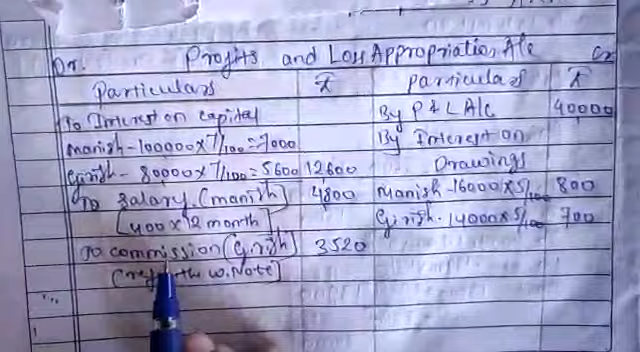 Dr. Profits and Loss Appropriation A/c Cr
Particulars ₹ Particulars ₹
To Interest on capital By P & L A/c 40000
Manish - 100000 x 7/100 = 7000 By Interest on
Girish - 80000 x 7/100 = 5600 12600 Drawings
To salary (manish) 4800 Manish - 16000 x 5/100 800
[400 x 12 month] Girish - 14000 x 5/100 700
To commission (Girish) 3520
the w. Note]